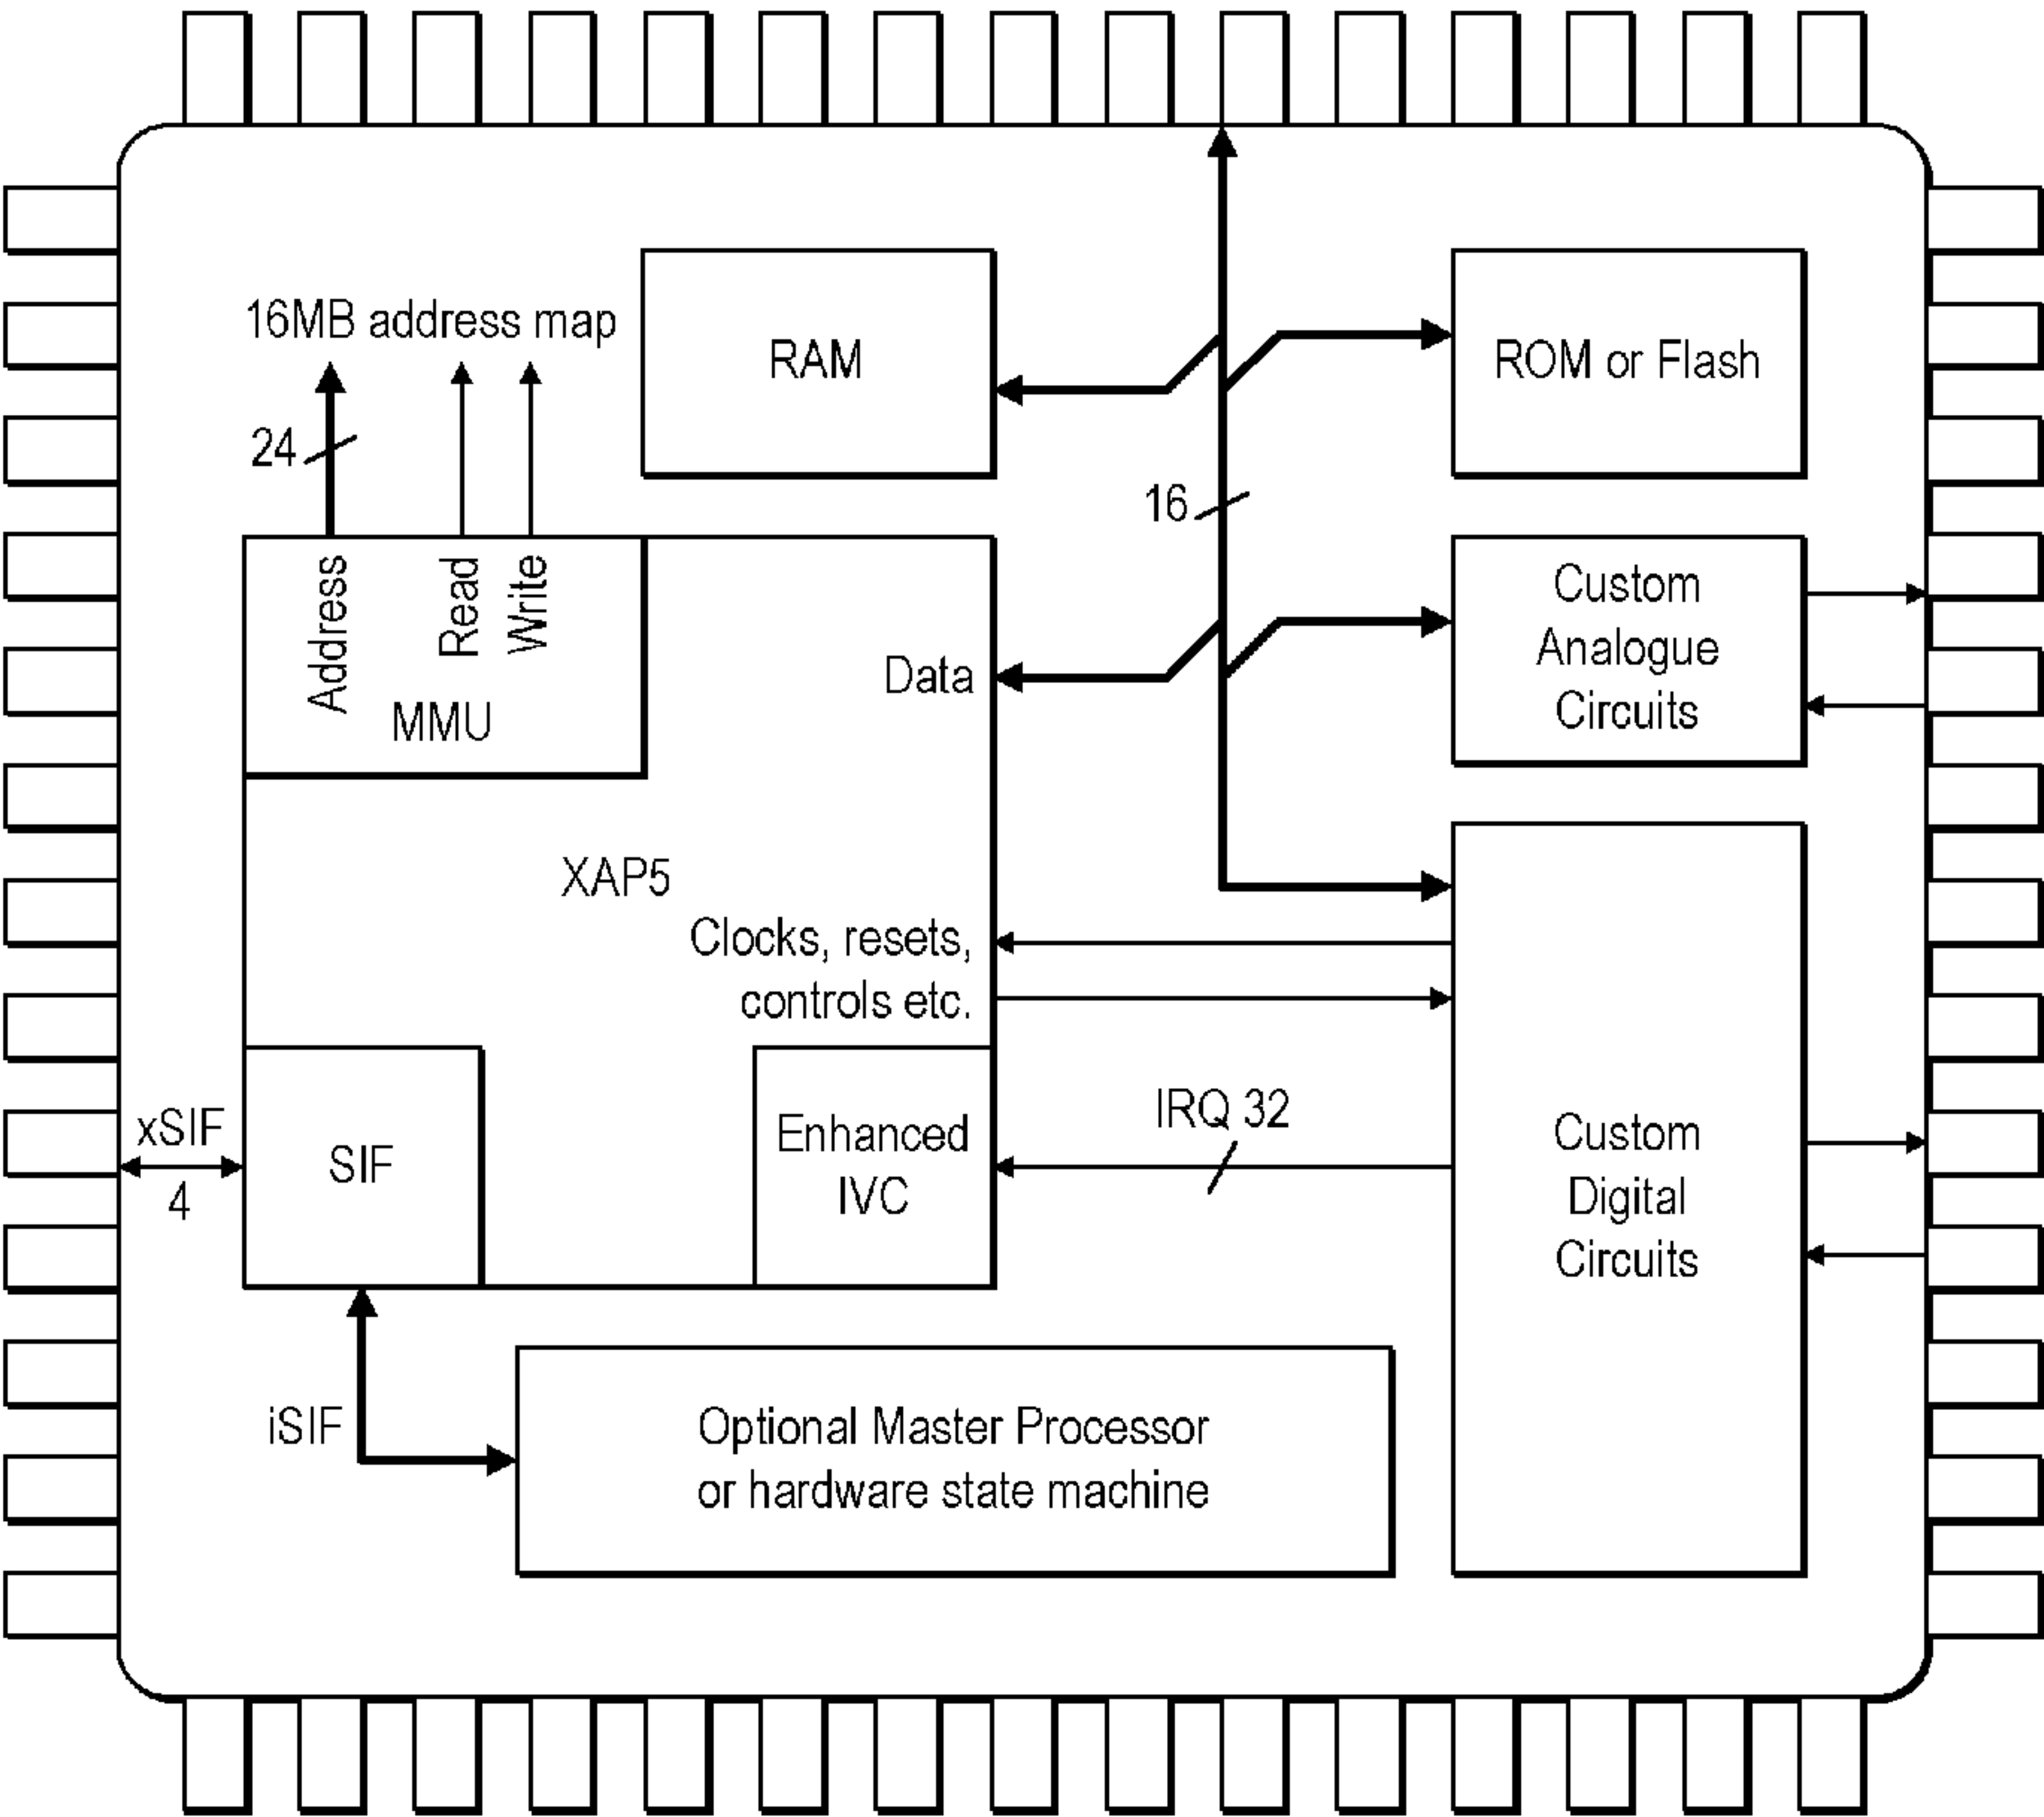 16MB address map
24
Address
Read
Write
MMU
RAM
ROM or Flash
16
Data
Custom
Analogue
Circuits
XAP5
Clocks, resets,
controls etc.
xSIF
4
SIF
Enhanced
IVC
IRQ 32
Custom
Digital
Circuits
iSIF
Optional Master Processor
or hardware state machine